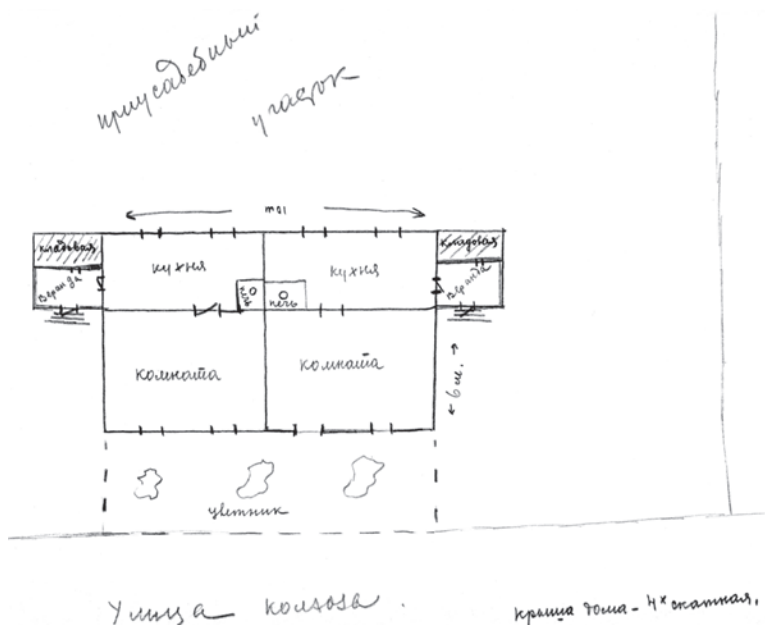 приусадебный
участок
10м
кладовая
кладовая
кухня
кухня
веранда
веранда
печь
печь
комната
комната
6 м.
цветник
Улица колхоза.
крыша дома - 4х скатная.